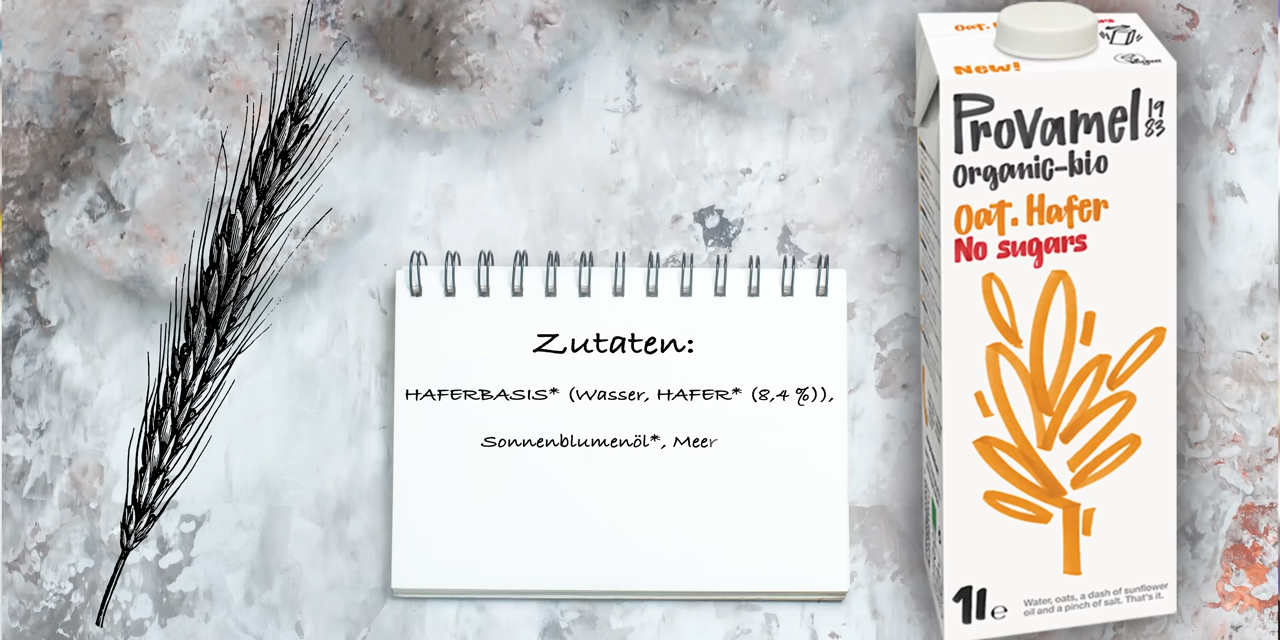 Oat.
New!
Provamel 19 83
organic-bio
Oat. Hafer
No sugars
Zutaten:
HAFERBASIS* (Wasser, HAFER* (8,4 %)),
Sonnenblumenöl*, Meer
1l e
Water, oats, a dash of sunflower
oil and a pinch of salt. That's it.